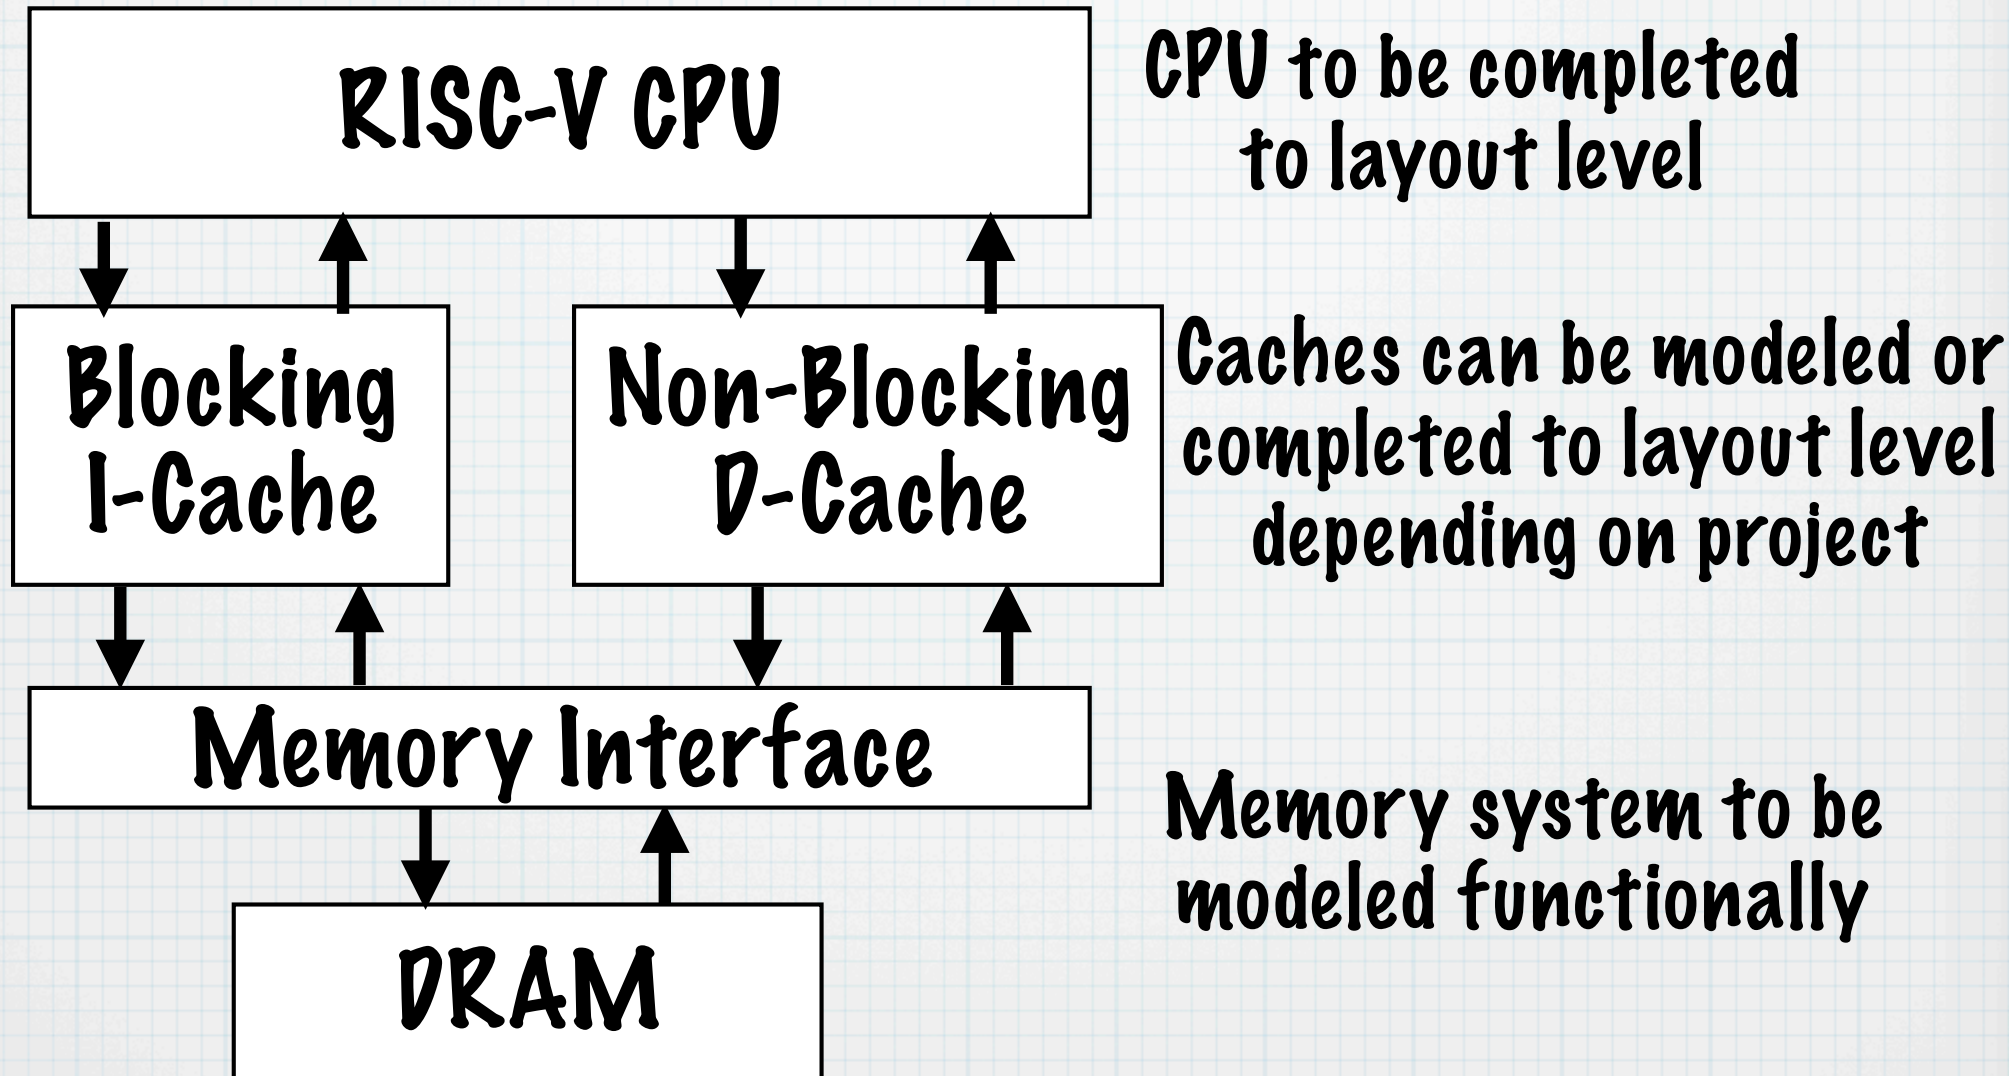 RISC-V CPU
CPU to be completed
to layout level
Blocking
I-Cache
Non-Blocking
D-Cache
Caches can be modeled or
completed to layout level
depending on project
Memory Interface
Memory system to be
modeled functionally
DRAM